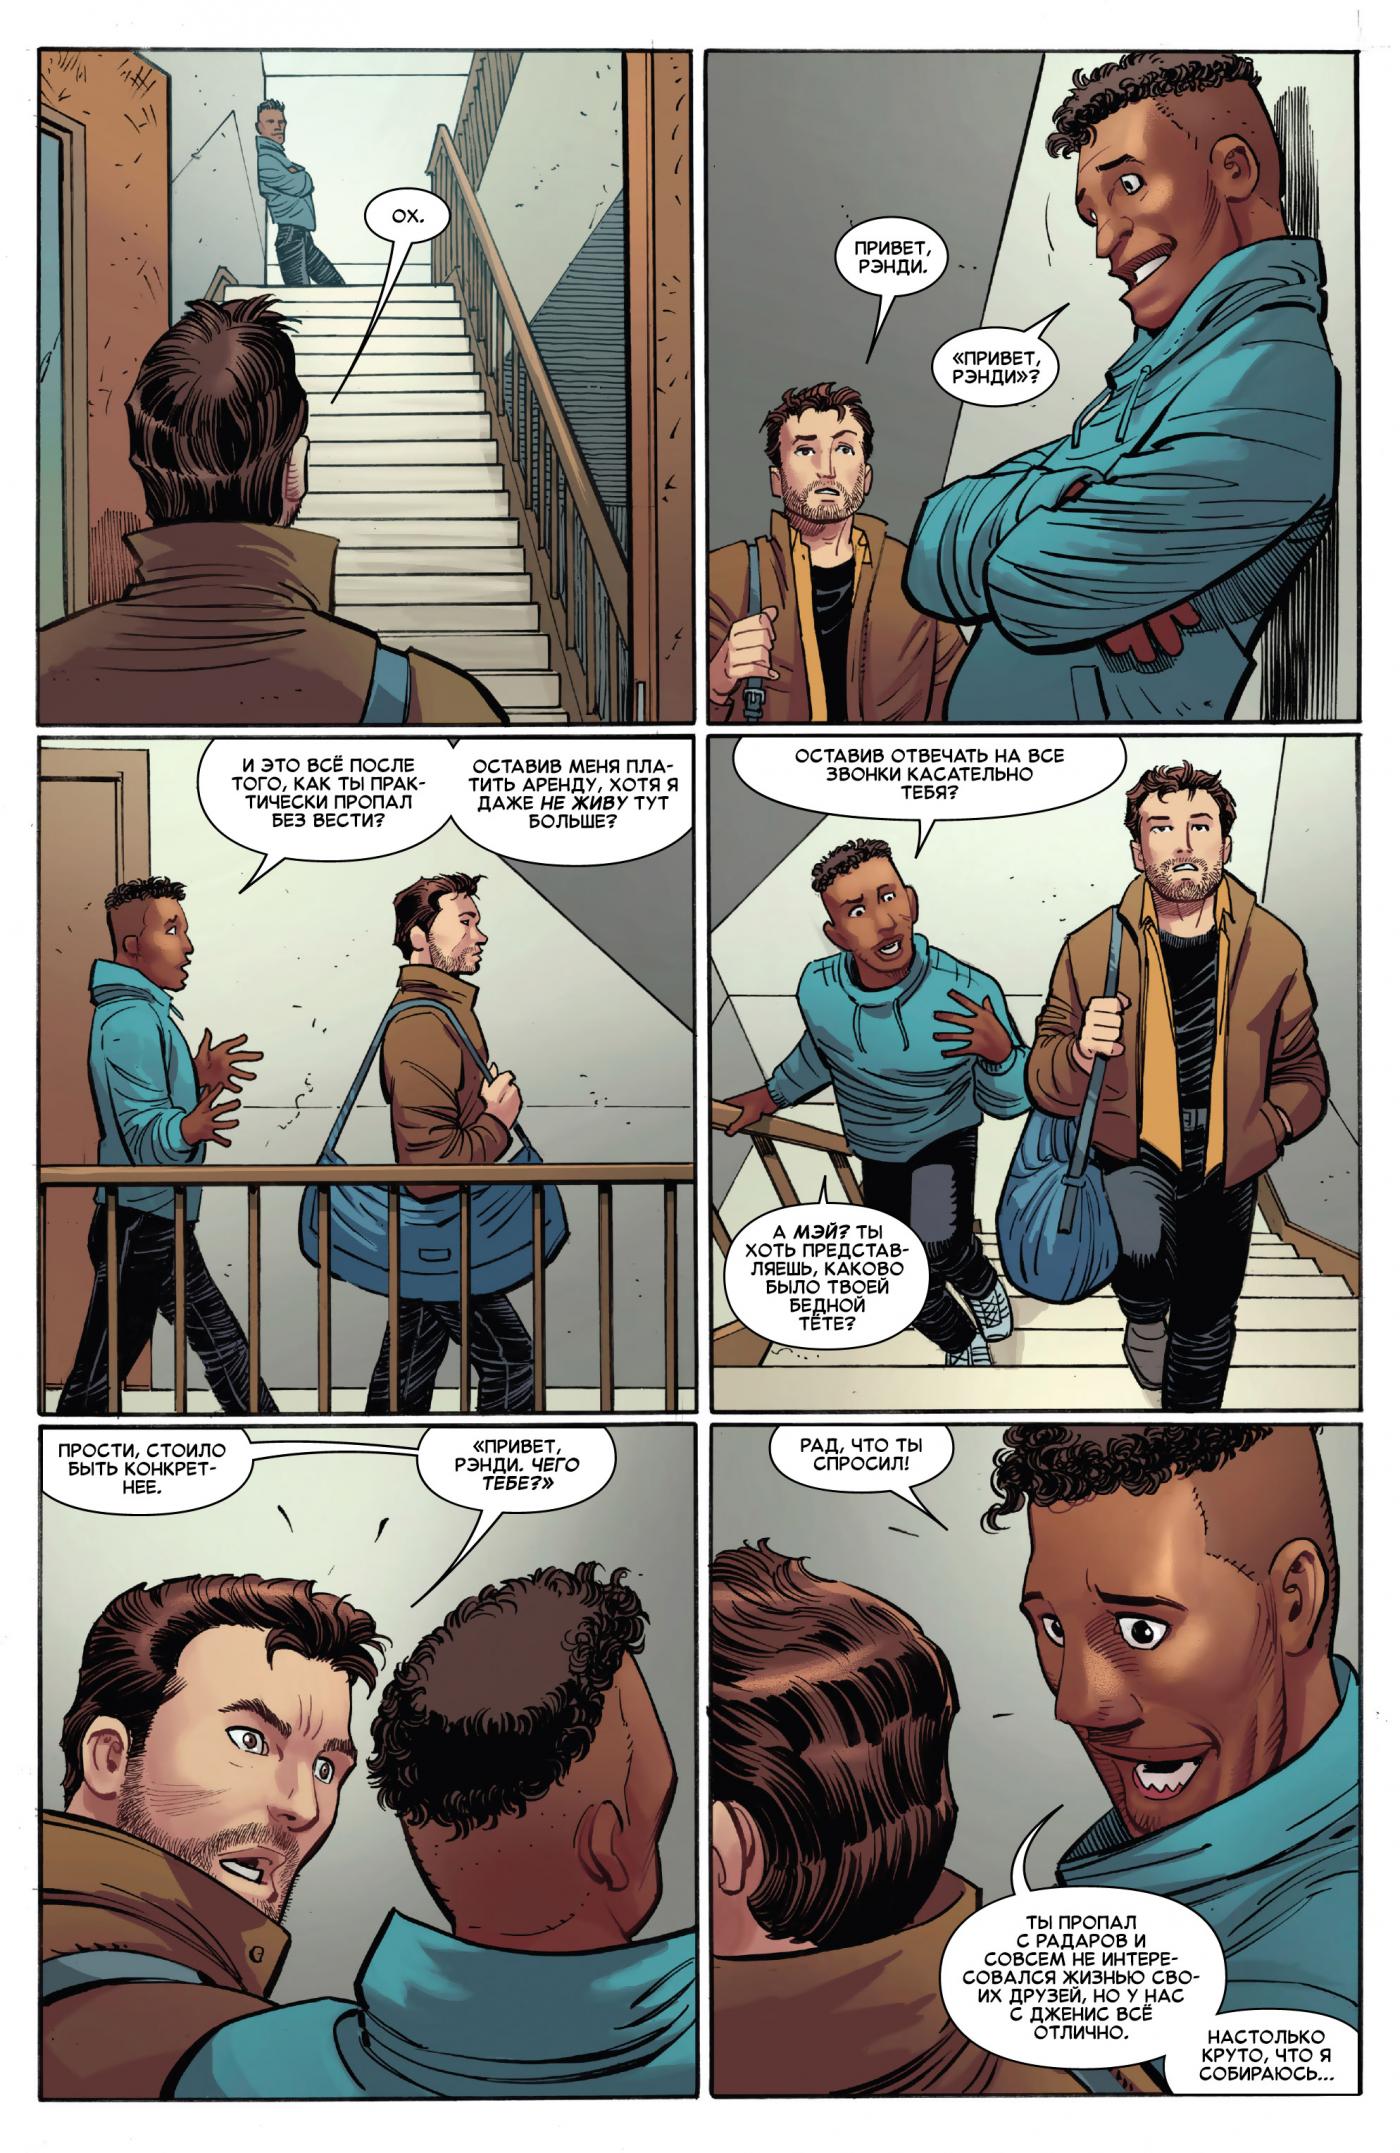 ОХ.
ПРИВЕТ,
РЭНДИ.
«ПРИВЕТ,
РЭНДИ»?
И ЭТО ВСЁ ПОСЛЕ
ТОГО, КАК ТЫ ПРАК-
ТИЧЕСКИ ПРОПАЛ
БЕЗ ВЕСТИ?
ОСТАВИВ МЕНЯ ПЛА-
ТИТЬ АРЕНДУ, ХОТЯ Я
ДАЖЕ НЕ ЖИВУ ТУТ
БОЛЬШЕ?
ОСТАВИВ ОТВЕЧАТЬ НА ВСЕ
ЗВОНКИ КАСАТЕЛЬНО
ТЕБЯ?
А МЭЙ? ТЫ
ХОТЬ ПРЕДСТАВ-
ЛЯЕШЬ, КАКОВО
БЫЛО ТВОЕЙ
БЕДНОЙ
ТЁТЕ?
ПРОСТИ, СТОИЛО
БЫТЬ КОНКРЕТ-
НЕЕ.
«ПРИВЕТ,
РЭНДИ. ЧЕГО
ТЕБЕ?»
РАД, ЧТО ТЫ
СПРОСИЛ!
ТЫ ПРОПАЛ
С РАДАРОВ И
СОВСЕМ НЕ ИНТЕРЕ-
СОВАЛСЯ ЖИЗНЬЮ СВО-
ИХ ДРУЗЕЙ, НО У НАС
С ДЖЕНИС ВСЁ
ОТЛИЧНО.
НАСТОЛЬКО
КРУТО, ЧТО Я
СОБИРАЮСЬ...